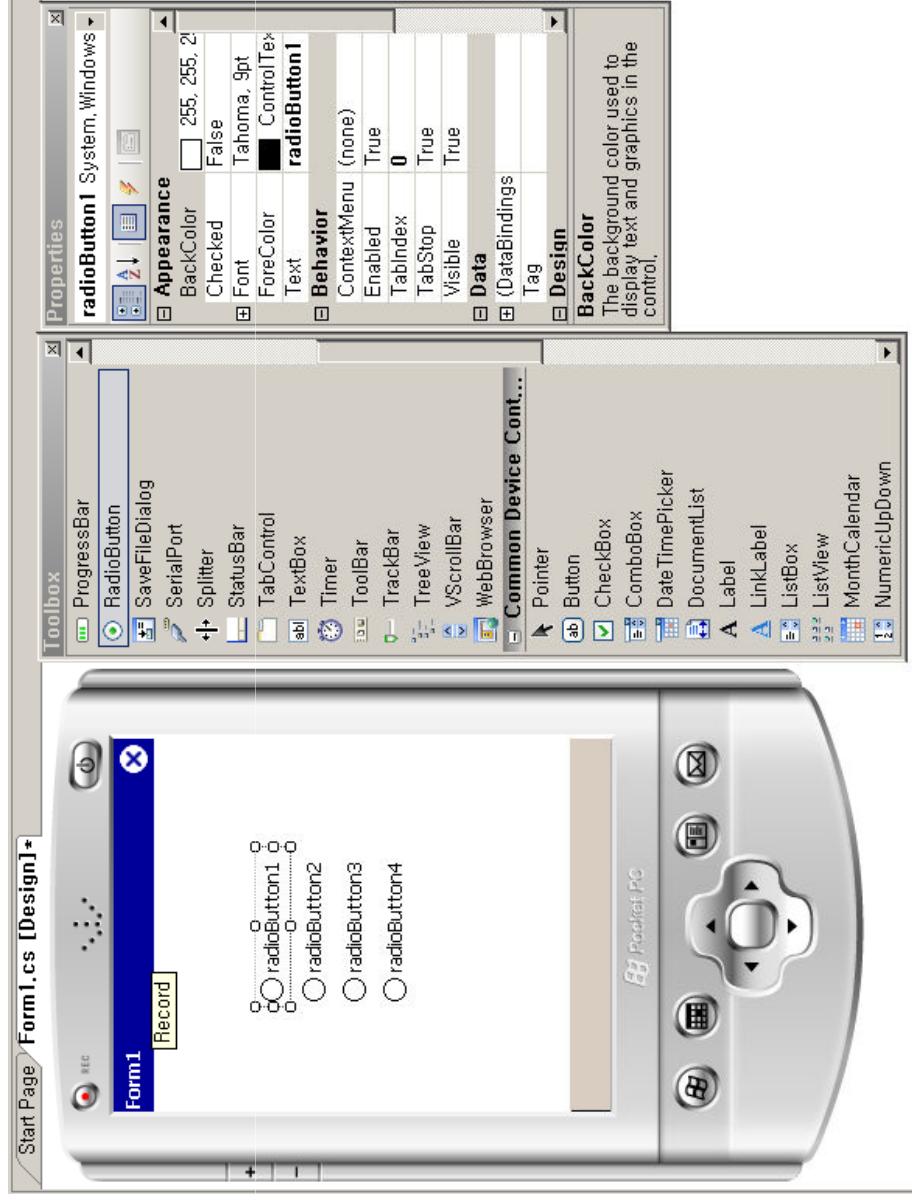 Start Page
Form1.cs [Design]*
REC
Form1
Record
radioButton1
radioButton2
radioButton3
radioButton4
Pocket PC
Toolbox
ProgressBar
RadioButton
SaveFileDialog
SerialPort
Splitter
StatusBar
TabControl
TextBox
Timer
ToolBar
TrackBar
TreeView
VScrollBar
WebBrowser
Common Device Cont...
Pointer
Button
CheckBox
ComboBox
DateTimePicker
DocumentList
Label
LinkLabel
ListBox
ListView
MonthCalendar
NumericUpDown
Properties
radioButton1 System.Windows
Appearance
BackColor 255, 255, 25
Checked False
Font Tahoma, 9pt
ForeColor ControlTex
Text radioButton1
Behavior
ContextMenu (none)
Enabled True
TabIndex 0
TabStop True
Visible True
Data
(DataBindings
Tag
Design
BackColor
The background color used to
display text and graphics in the
control.